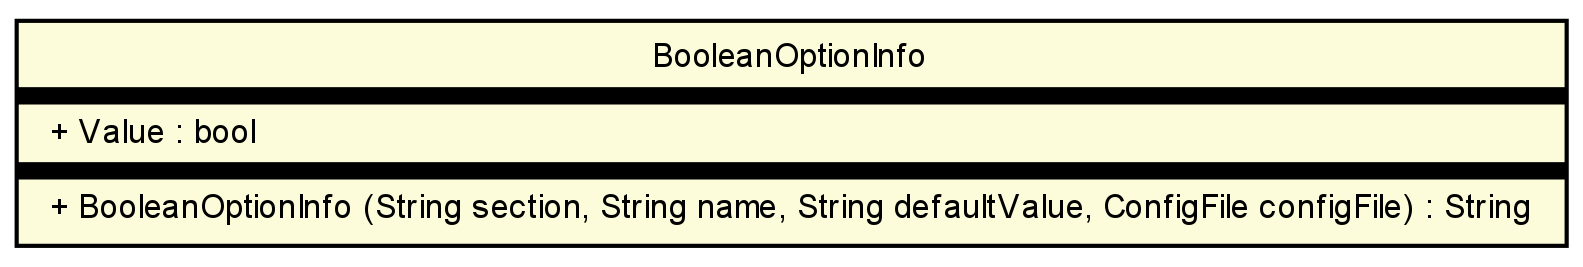 BooleanOptionInfo
+ Value : bool
+ BooleanOptionInfo (String section, String name, String defaultValue, ConfigFile configFile) : String